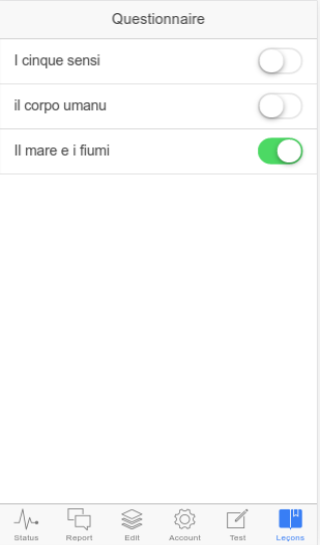 Questionnaire
I cinque sensi
il corpo umanu
Il mare e i fiumi
Status Report Edit Account Test Leçons